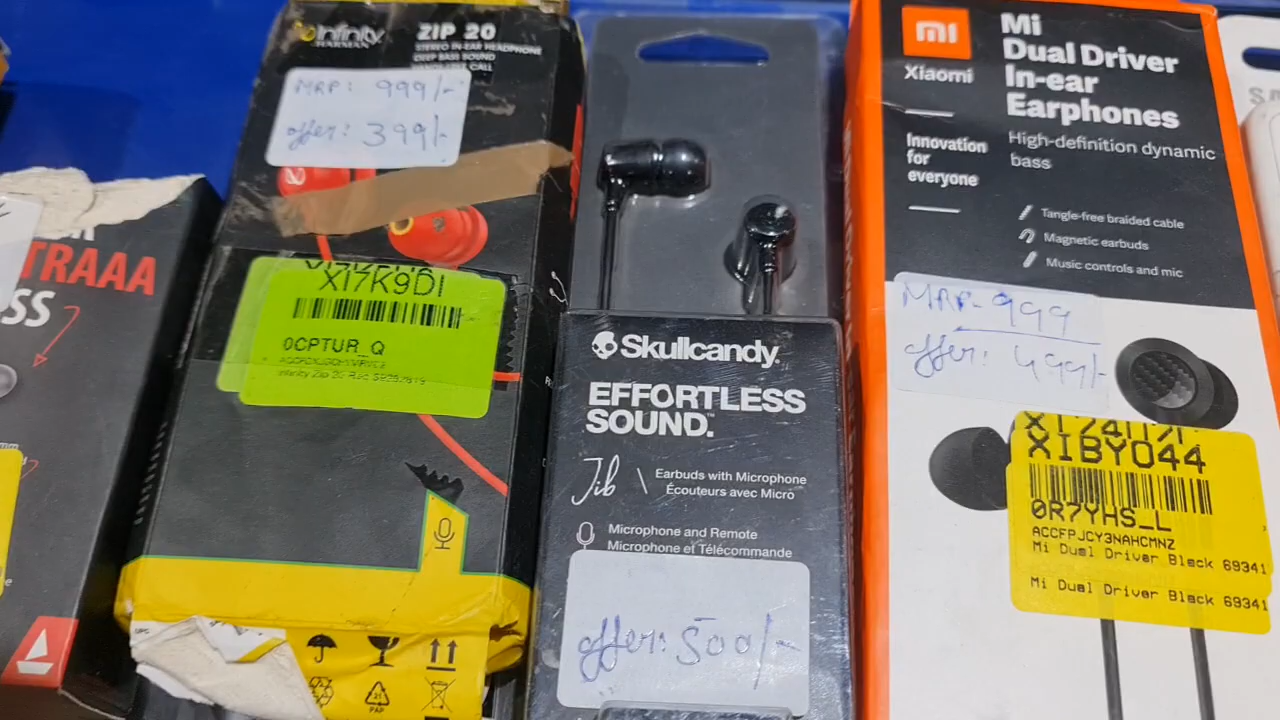 TRAAA
SS
Infinity
ZIP 20
STEREO IN-EAR HEADPHONE
DEEP BASS SOUND
CALL
MRP: 999/-
offer: 399/-
XI7K9DI
0CPTUR_Q
Skullcandy
EFFORTLESS
SOUND.™
Jib \ Earbuds with Microphone
Écouteurs avec Micro
Microphone and Remote
Microphone et Télécommande
offer: 500/-
mi
Xiaomi
Innovation
for
everyone
Mi
Dual Driver
In-ear
Earphones
High-definition dynamic
bass
Tangle-free braided cable
Magnetic earbuds
Music controls and mic
MRP- 999
offer: 499/-
XIBY044
0R7YHS_L
ACCFPJCY3NAHCMNZ
Mi Dual Driver Black 69341
Mi Dual Driver Black 69341
21
PAP